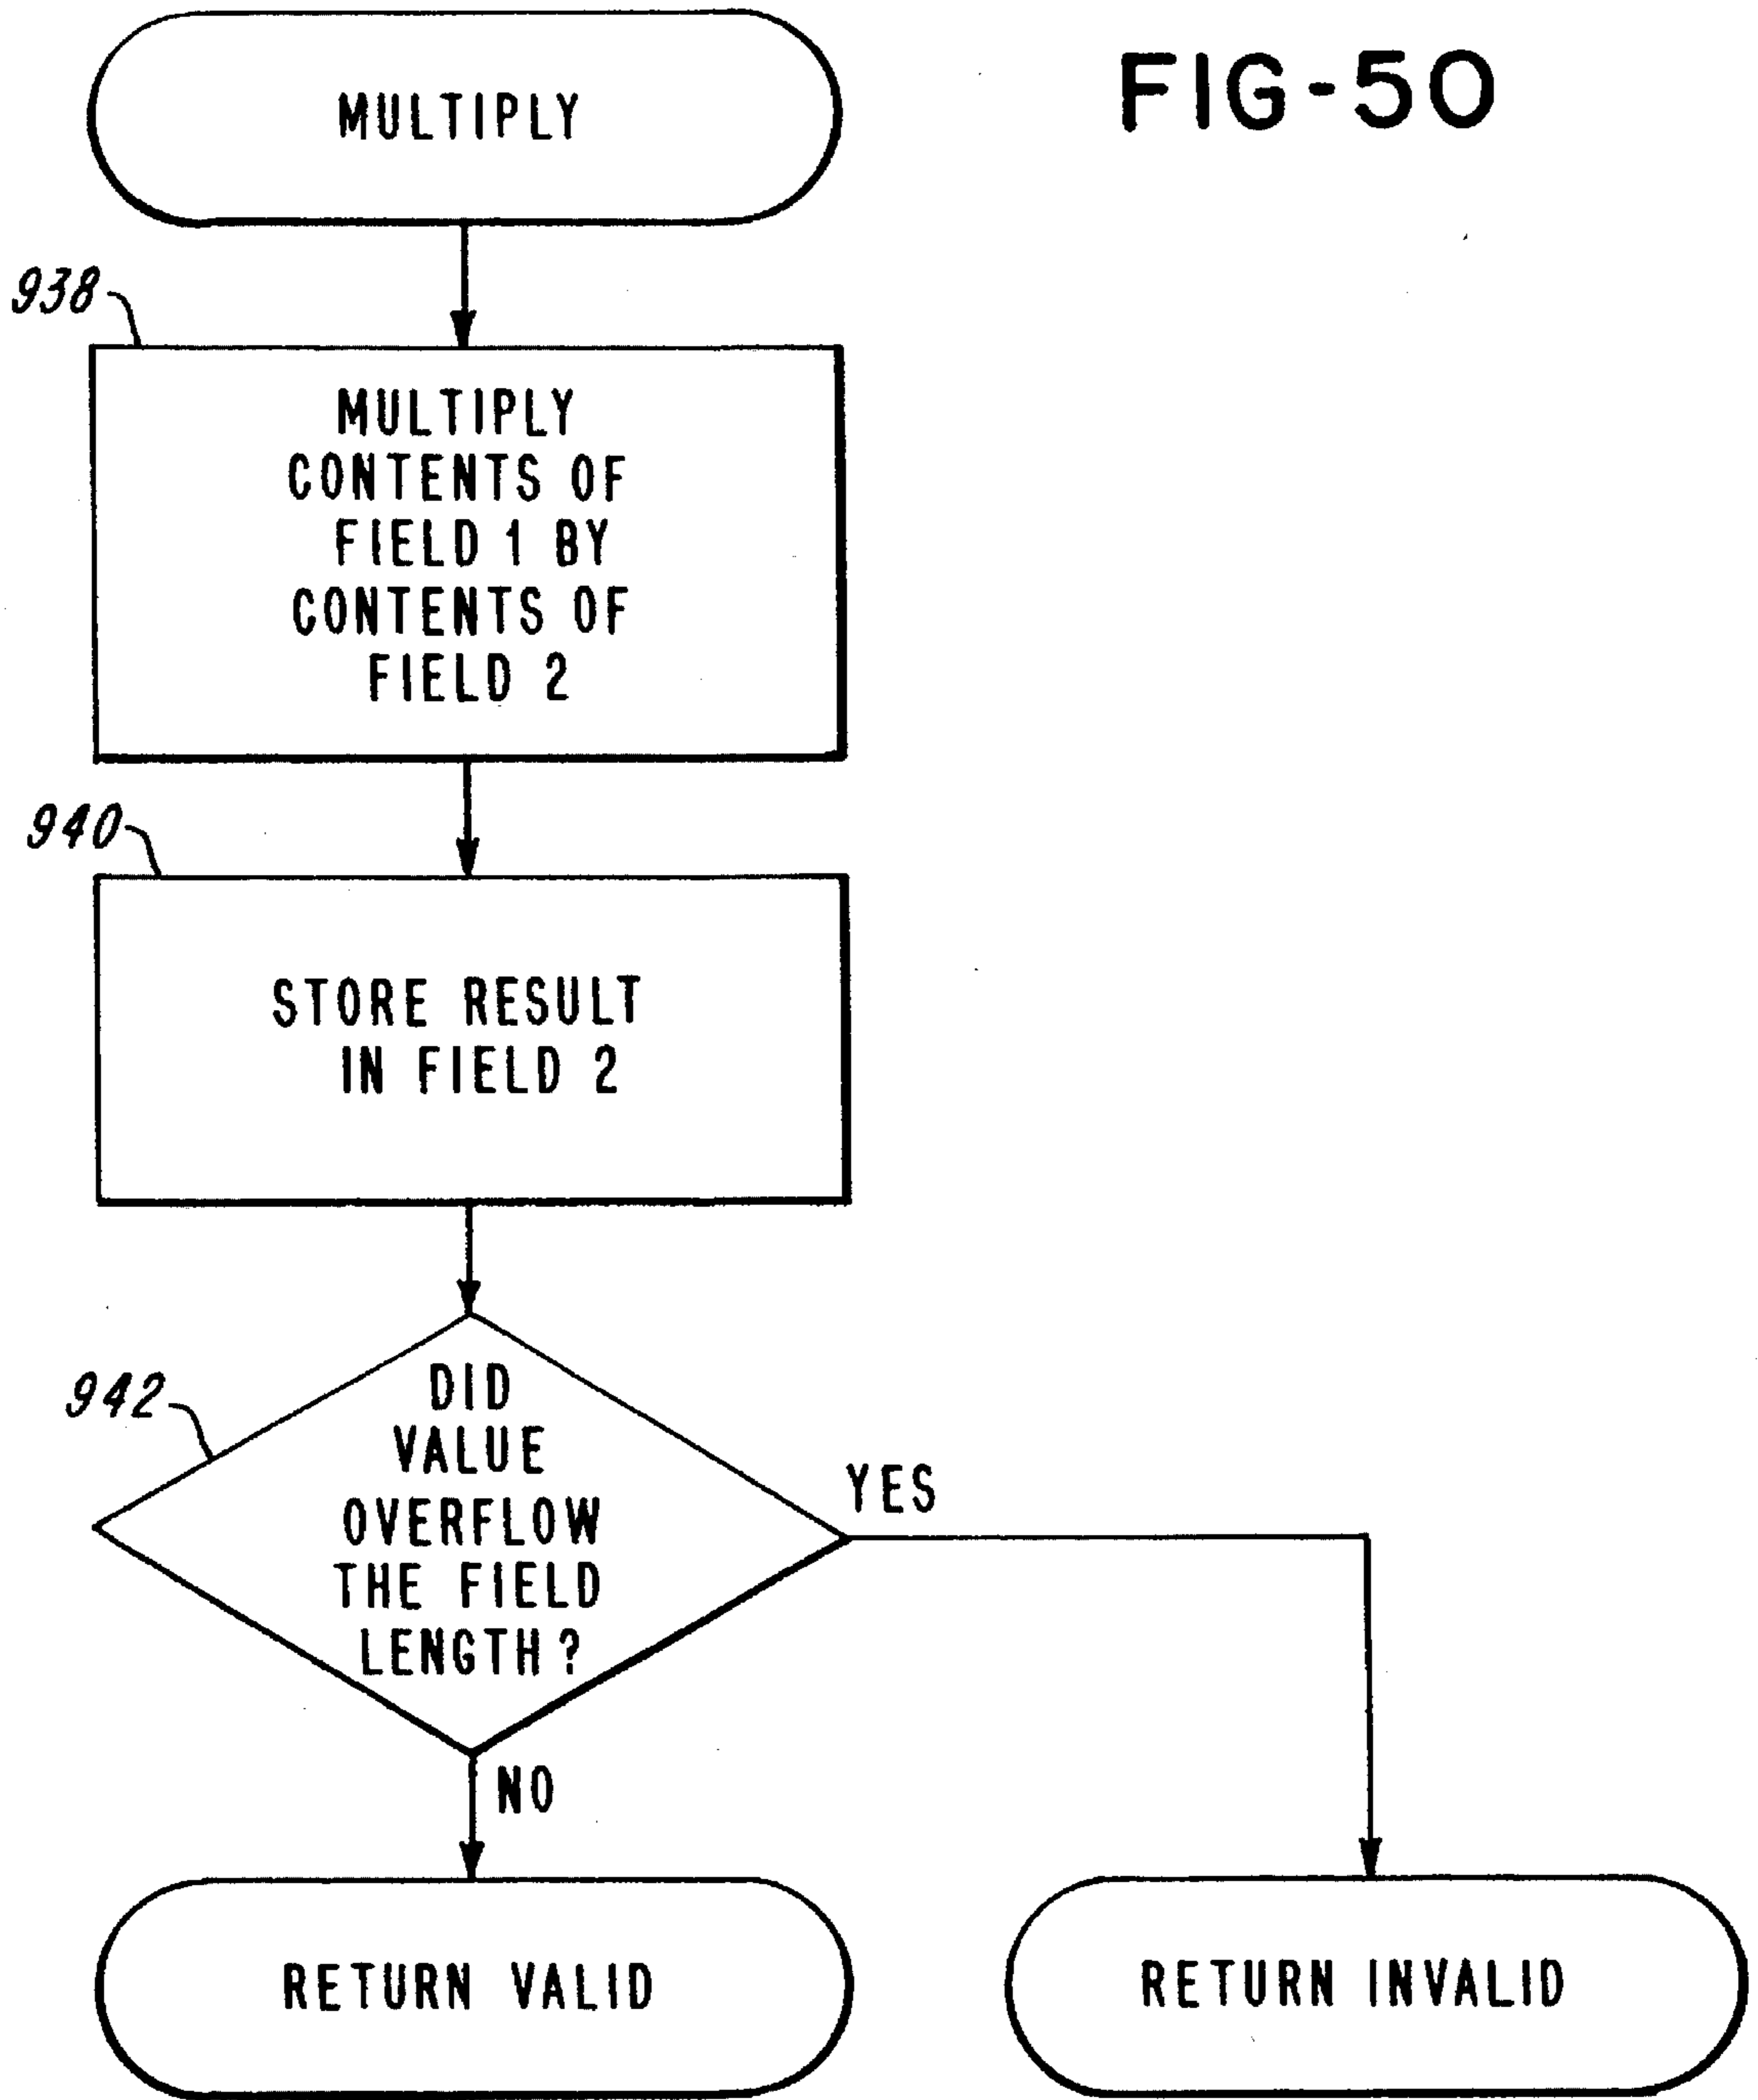 FIG-50
MULTIPLY
938
MULTIPLY
CONTENTS OF
FIELD 1 BY
CONTENTS OF
FIELD 2
940
STORE RESULT
IN FIELD 2
942
DID
VALUE
OVERFLOW
THE FIELD
LENGTH?
YES
NO
RETURN VALID
RETURN INVALID